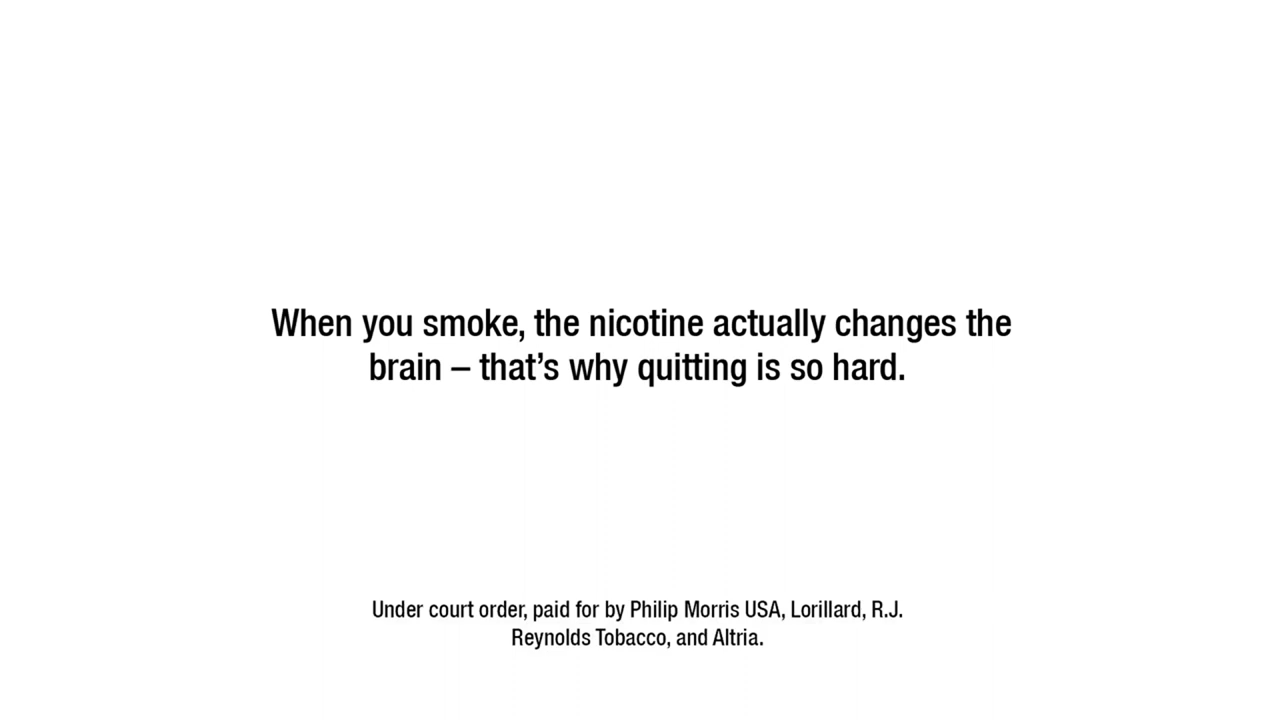 When you smoke, the nicotine actually changes the
brain – that’s why quitting is so hard.
Under court order, paid for by Philip Morris USA, Lorillard, R.J.
Reynolds Tobacco, and Altria.